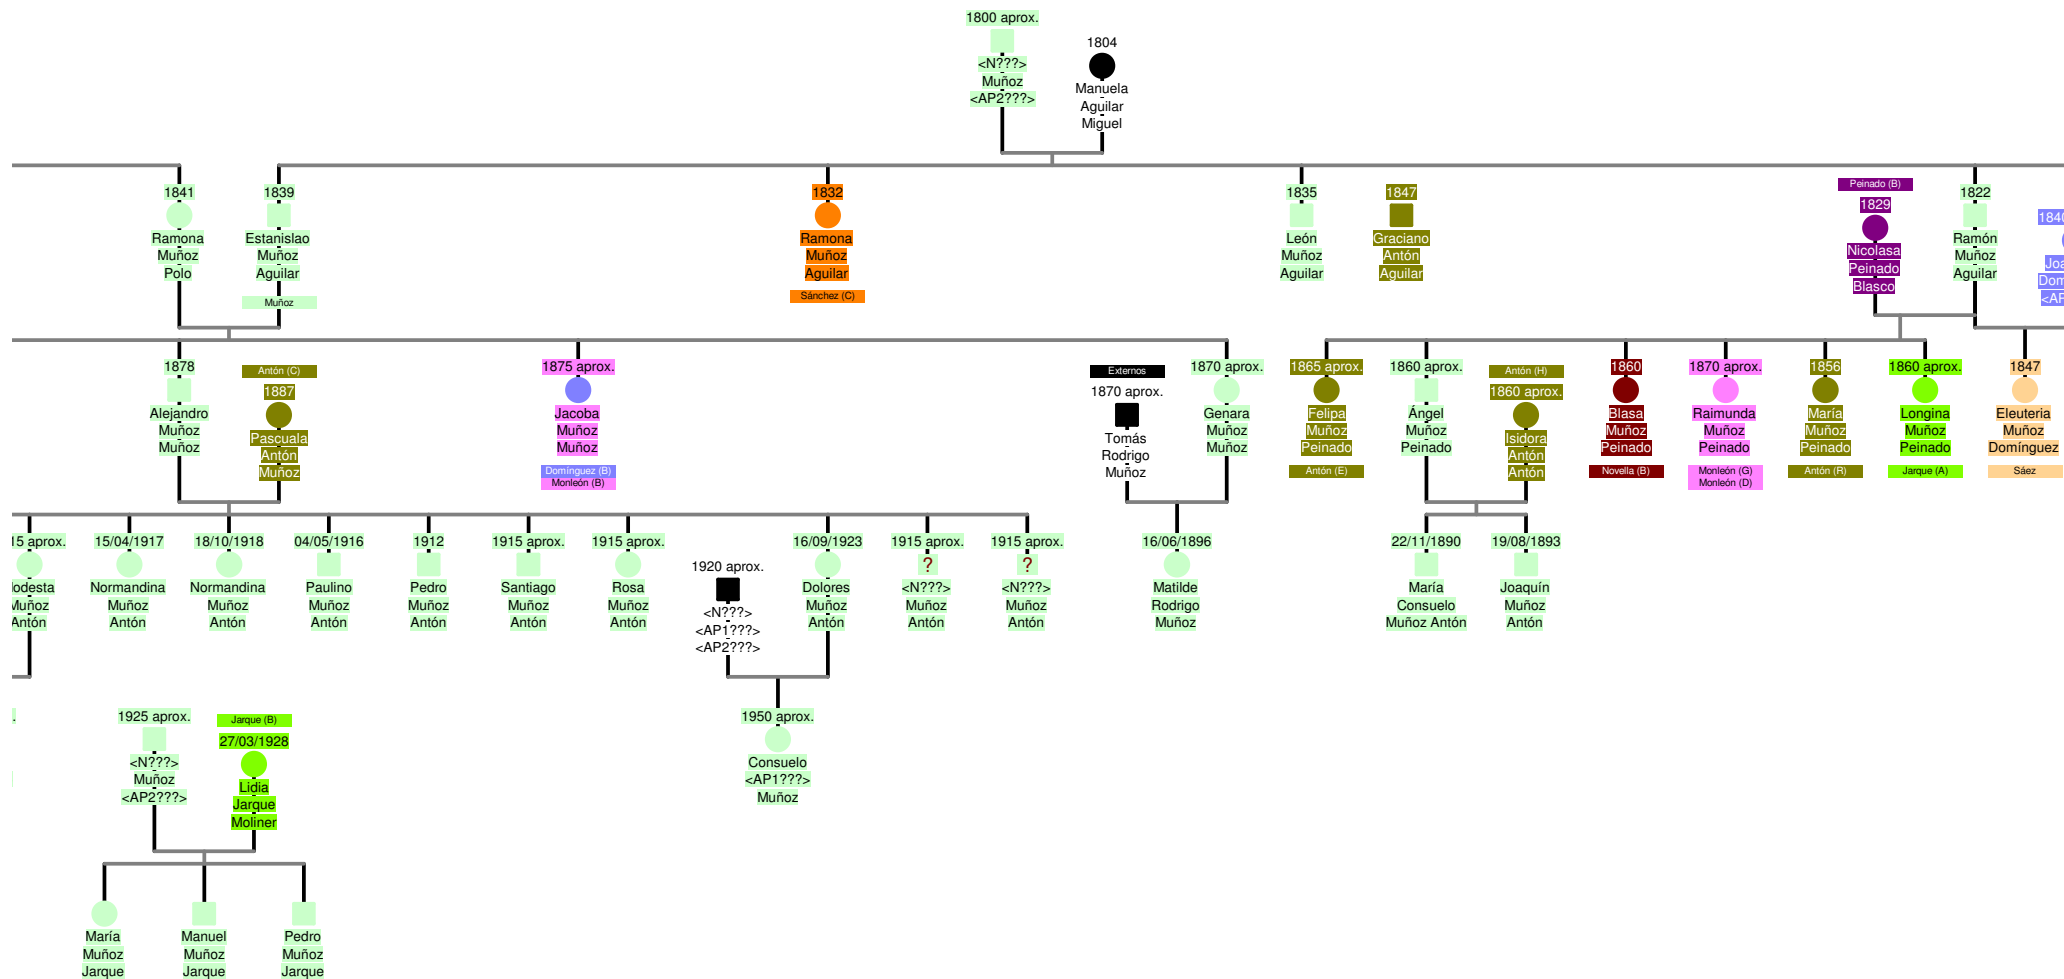 1800 aprox.
<N???>
Muñoz
<AP2???>
1804
Manuela
Aguilar
Miguel
1841
Ramona
Muñoz
Polo
1839
Estanislao
Muñoz
Aguilar
Muñoz
1832
Ramona
Muñoz
Aguilar
Sánchez (C)
1835
León
Muñoz
Aguilar
1847
Graciano
Antón
Aguilar
Peinado (B)
1829
Nicolasa
Peinado
Blasco
1822
Ramón
Muñoz
Aguilar
1840
Joa
Dom
<AP
1878
Alejandro
Muñoz
Muñoz
Antón (C)
1887
Pascuala
Antón
Muñoz
1875 aprox.
Jacoba
Muñoz
Muñoz
Domínguez (B)
Monleón (B)
Externos
1870 aprox.
Tomás
Rodrigo
Muñoz
1870 aprox.
Genara
Muñoz
Muñoz
1865 aprox.
Felipa
Muñoz
Peinado
Antón (E)
1860 aprox.
Ángel
Muñoz
Peinado
Antón (H)
1860 aprox.
Isidora
Antón
Antón
1860
Blasa
Muñoz
Peinado
Novella (B)
1870 aprox.
Raimunda
Muñoz
Peinado
Monleón (G)
Monleón (D)
1856
María
Muñoz
Peinado
Antón (R)
1860 aprox.
Longina
Muñoz
Peinado
Jarque (A)
1847
Eleuteria
Muñoz
Domínguez
Sáez
15 aprox.
odesta
Muñoz
Antón
15/04/1917
Normandina
Muñoz
Antón
18/10/1918
Normandina
Muñoz
Antón
04/05/1916
Paulino
Muñoz
Antón
1912
Pedro
Muñoz
Antón
1915 aprox.
Santiago
Muñoz
Antón
1915 aprox.
Rosa
Muñoz
Antón
1920 aprox.
<N???>
<AP1???>
<AP2???>
16/09/1923
Dolores
Muñoz
Antón
1915 aprox.
?
<N???>
Muñoz
Antón
1915 aprox.
?
<N???>
Muñoz
Antón
16/06/1896
Matilde
Rodrigo
Muñoz
22/11/1890
María
Consuelo
Muñoz Antón
19/08/1893
Joaquín
Muñoz
Antón
.
1925 aprox.
<N???>
Muñoz
<AP2???>
Jarque (B)
27/03/1928
Lidia
Jarque
Moliner
1950 aprox.
Consuelo
<AP1???>
Muñoz
María
Muñoz
Jarque
Manuel
Muñoz
Jarque
Pedro
Muñoz
Jarque